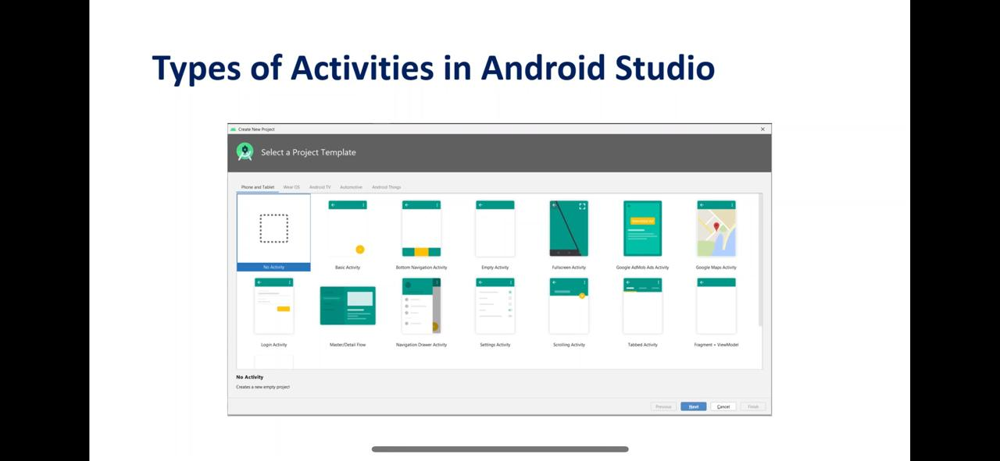 Types of Activities in Android Studio
Create New Project
Select a Project Template
Phone and Tablet Wear OS Android TV Automotive Android Things
No Activity Basic Activity Bottom Navigation Activity Empty Activity Fullscreen Activity Google AdMob Ads Activity Google Maps Activity
Login Activity Master/Detail Flow Navigation Drawer Activity Settings Activity Scrolling Activity Tabbed Activity Fragment + ViewModel
No Activity
Creates a new empty project
Previous Next Cancel Finish